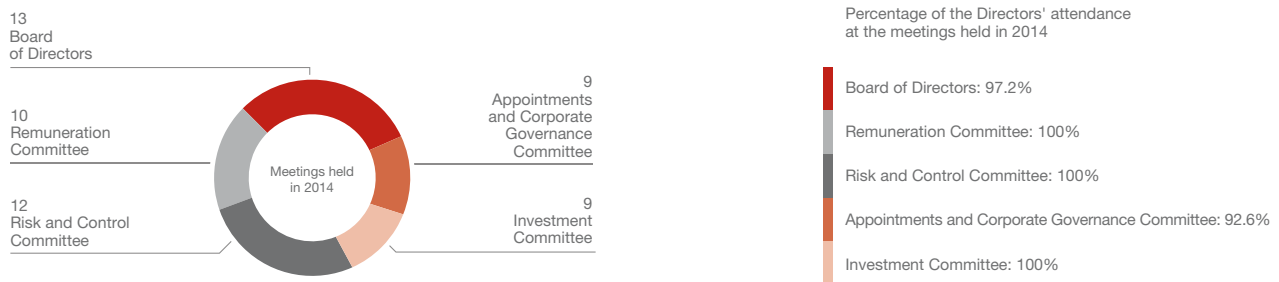 13
Board
of Directors
10
Remuneration
Committee
12
Risk and Control
Committee
Meetings held
in 2014
9
Appointments
and Corporate
Governance
Committee
9
Investment
Committee
Percentage of the Directors' attendance
at the meetings held in 2014
Board of Directors: 97.2%
Remuneration Committee: 100%
Risk and Control Committee: 100%
Appointments and Corporate Governance Committee: 92.6%
Investment Committee: 100%